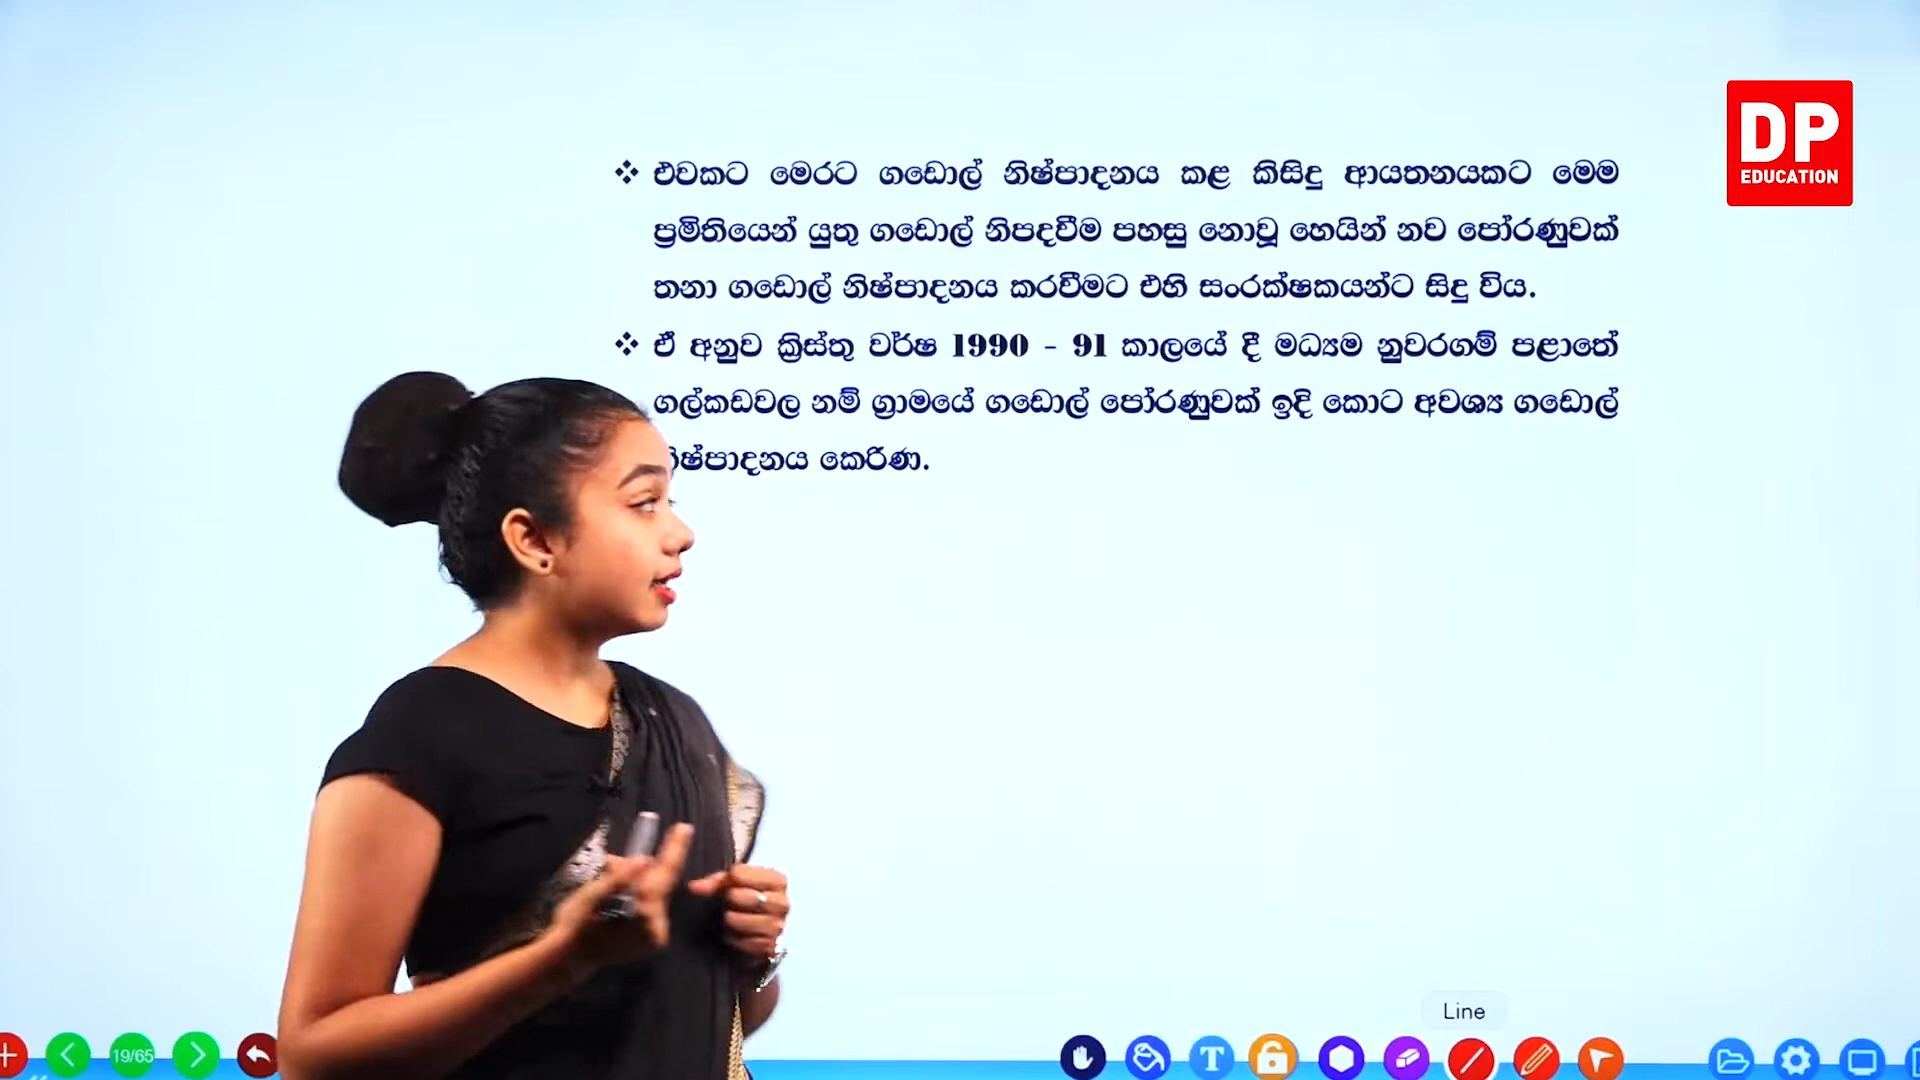 DP
EDUCATION
❖ එවකට මෙරට ගඩොල් නිෂ්පාදනය කළ කිසිදු ආයතනයකට මෙම
ප්‍රමිතියෙන් යුතු ගඩොල් නිපදවීම පහසු නොවූ හෙයින් නව පෝරණුවක්
තනා ගඩොල් නිෂ්පාදනය කරවීමට එහි සංරක්ෂකයන්ට සිදු විය.
❖ ඒ අනුව ක්‍රිස්තු වර්ෂ 1990 - 91 කාලයේ දී මධ්‍යම නුවරගම් පළාතේ
ගල්කඩවල නම් ග්‍රාමයේ ගඩොල් පෝරණුවක් ඉදි කොට අවශ්‍ය ගඩොල්
කෙරිණ.
Line
19/65
T